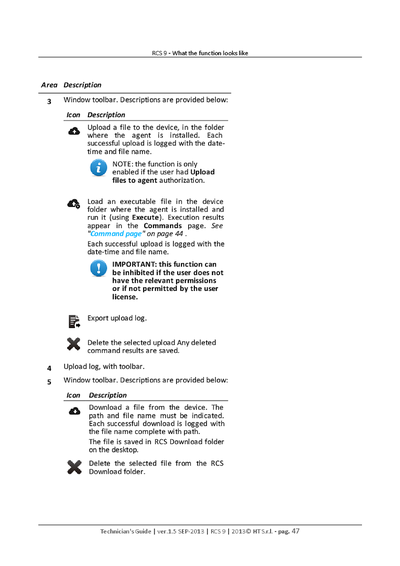 RCS 9 - What the function looks like
Area Description
3 Window toolbar. Descriptions are provided below:
Icon Description
Upload a file to the device, in the folder
where the agent is installed. Each
successful upload is logged with the date-
time and file name.
NOTE: the function is only
enabled if the user had Upload
files to agent authorization.
Load an executable file in the device
folder where the agent is installed and
run it (using Execute). Execution results
appear in the Commands page. See
"Command page" on page 44 .
Each successful upload is logged with the
date-time and file name.
IMPORTANT: this function can
be inhibited if the user does not
have the relevant permissions
or if not permitted by the user
license.
Export upload log.
Delete the selected upload Any deleted
command results are saved.
4 Upload log, with toolbar.
5 Window toolbar. Descriptions are provided below:
Icon Description
Download a file from the device. The
path and file name must be indicated.
Each successful download is logged with
the file name complete with path.
The file is saved in RCS Download folder
on the desktop.
Delete the selected file from the RCS
Download folder.
Technician's Guide | ver.1.5 SEP-2013 | RCS 9 | 2013© HT S.r.l. - pag. 47